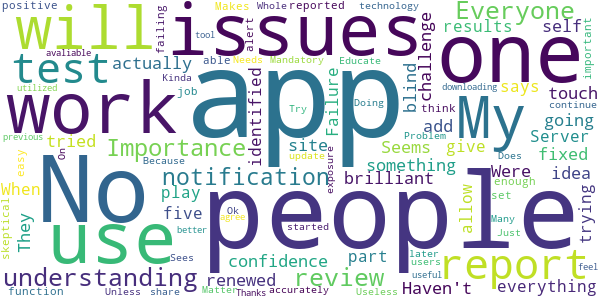 positive
Makes
Whole
reported
technology
Everyone
will
issues
one
failing
alert
tool
avaliable
able
Needs
Mandatory
Educate
results
self
important
test
actually
challenge
says
touch
utilized
job
app
Doing
blind
downloading
work
identified
Try
Failure
think
My
continue
previous
tried
site
add
give
going
Server
On
Because
update
Problem
Does
easy
Importance
Seems
fixed
No
notification
exposure
something
Were
enough
idea
When
play
brilliant
allow
set
trying
skeptical
They
five
Ok
agree
people
Many
Just
use
better
started
part
later
users
report
feel
Sees
confidence
understanding
renewed
review
useful
Haven't
everything
function
Unless
share
Matter
Thanks
accurately
Useless